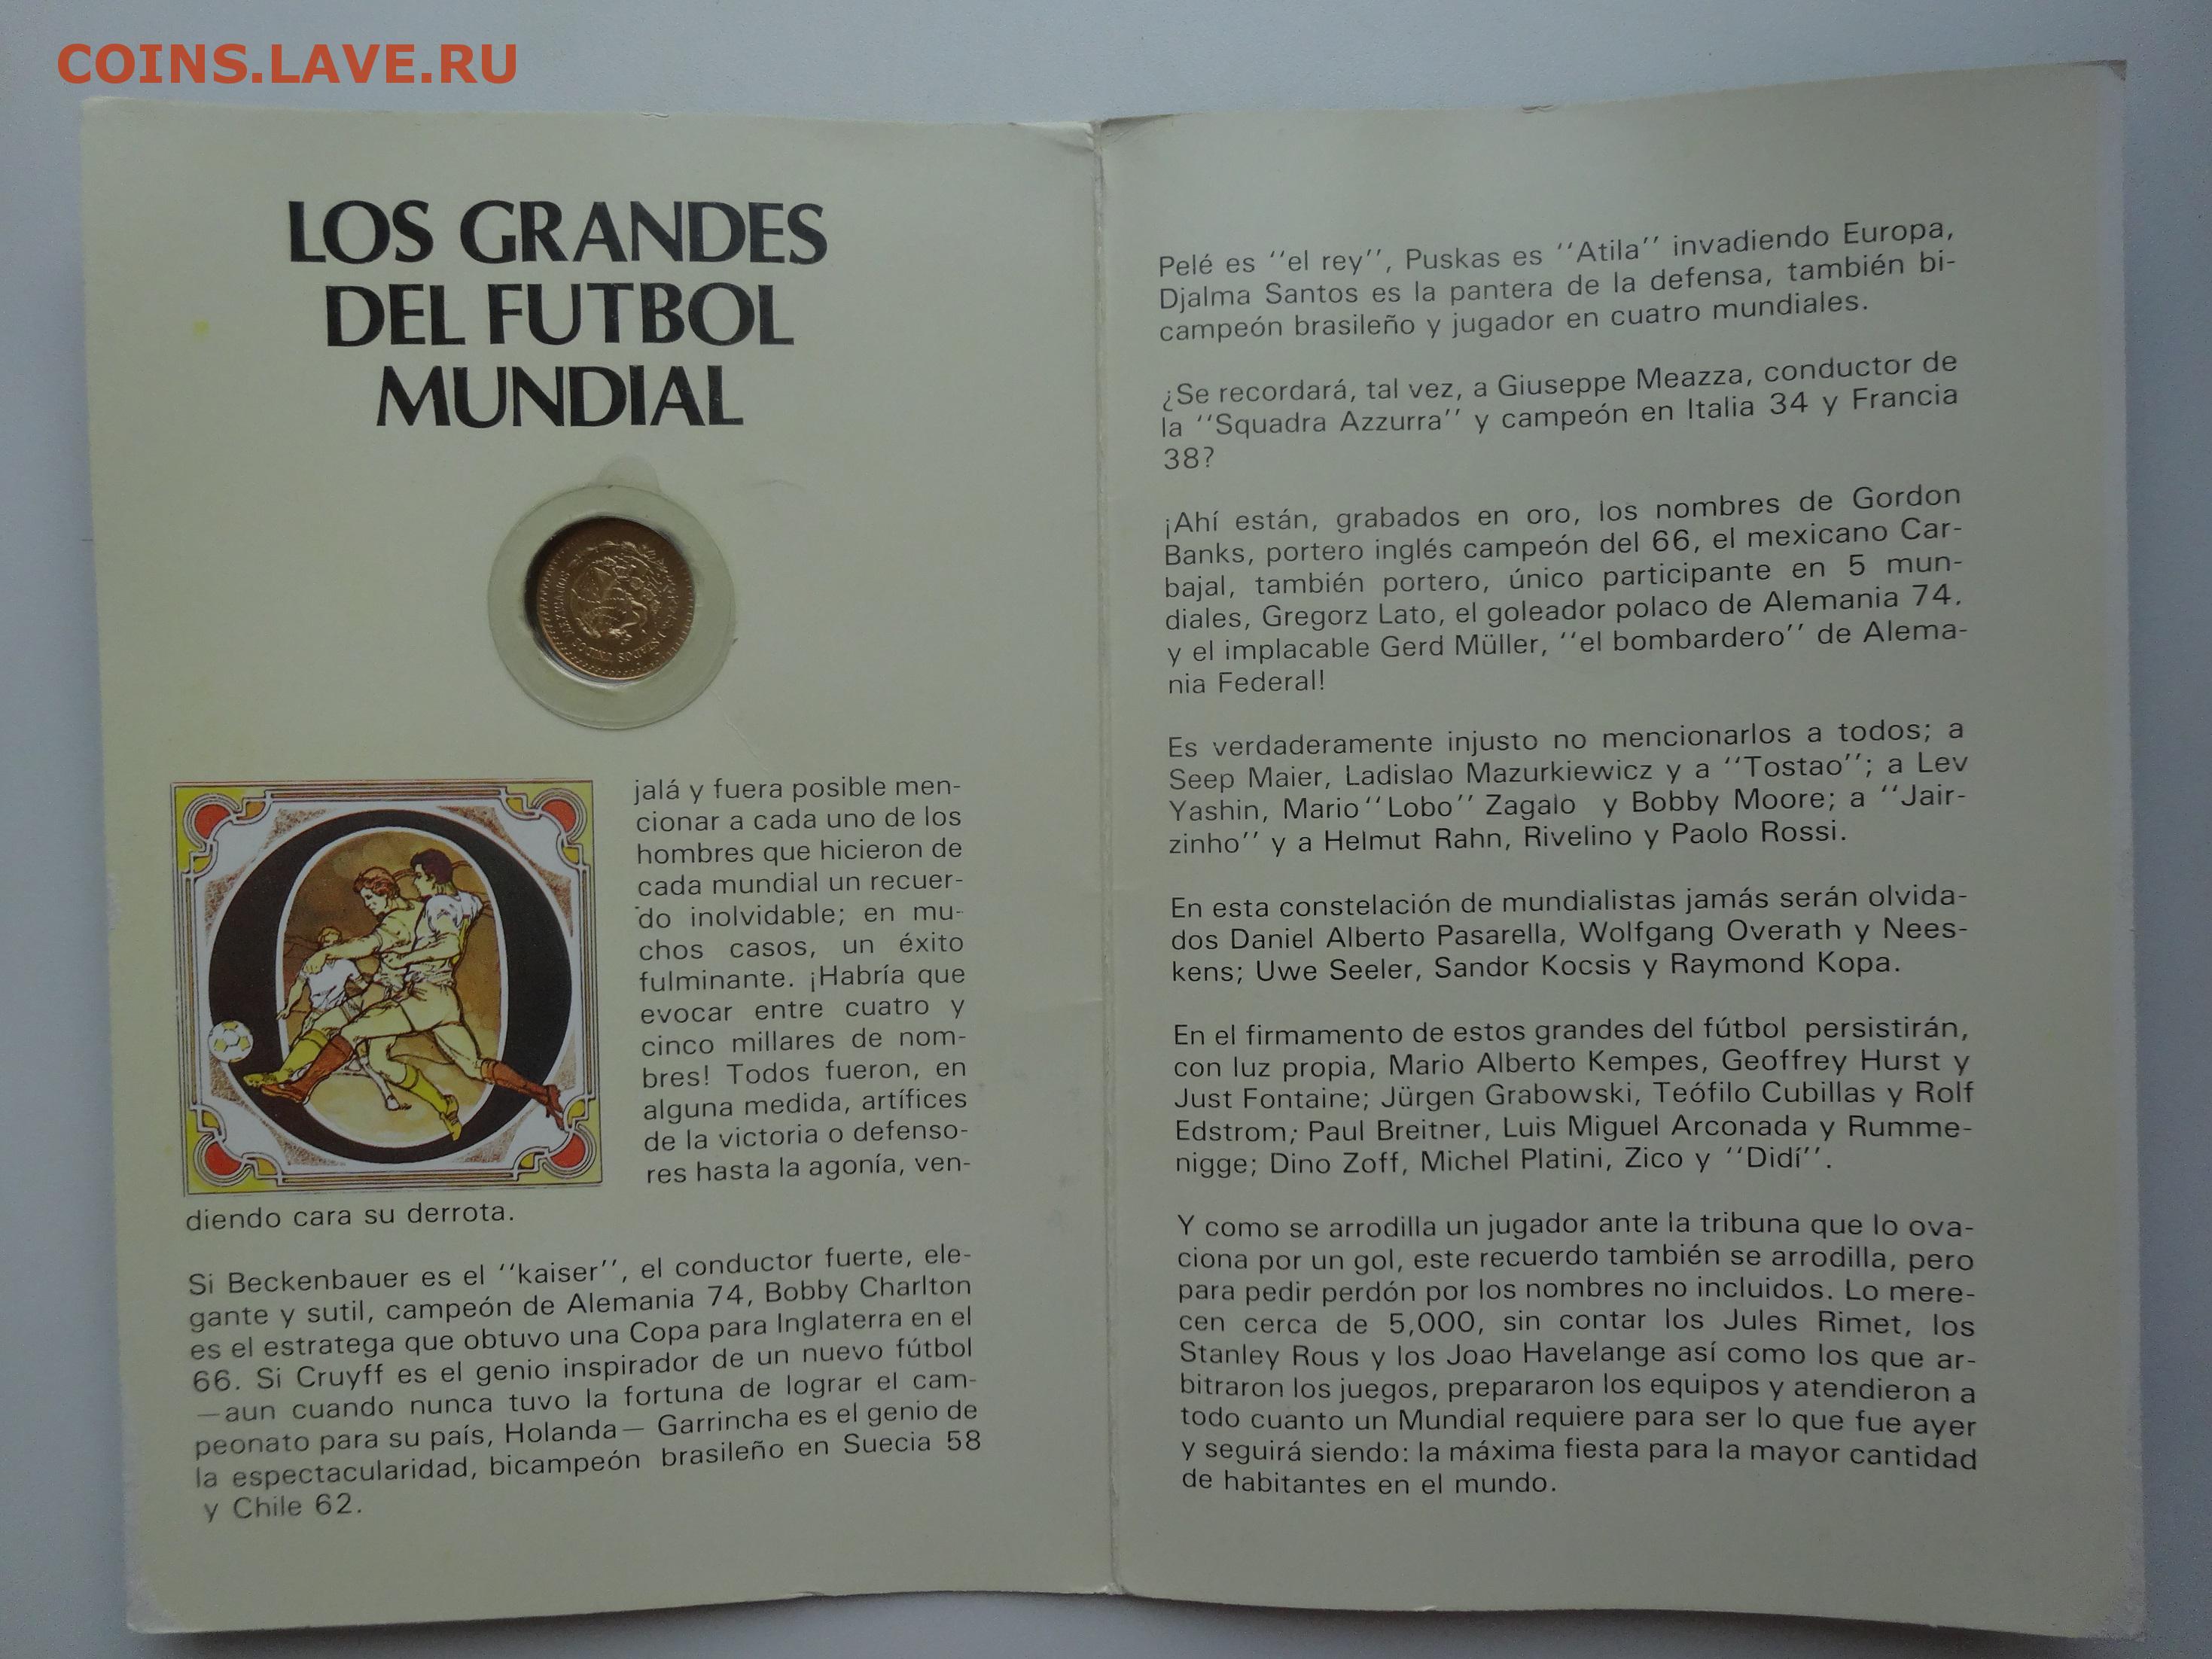 COINS.LAVE.RU
LOS GRANDES
DEL FUTBOL
MUNDIAL
O
jalá y fuera posible men-
cionar a cada uno de los
hombres que hicieron de
cada mundial un recuer-
do inolvidable; en mu-
chos casos, un éxito
fulminante. ¡Habría que
evocar entre cuatro y
cinco millares de nom-
bres! Todos fueron, en
alguna medida, artífices
de la victoria o defenso-
res hasta la agonía, ven-
diendo cara su derrota.
Si Beckenbauer es el ''kaiser'', el conductor fuerte, ele-
gante y sutil, campeón de Alemania 74, Bobby Charlton
es el estratega que obtuvo una Copa para Inglaterra en el
66. Si Cruyff es el genio inspirador de un nuevo fútbol
—aun cuando nunca tuvo la fortuna de lograr el cam-
peonato para su país, Holanda— Garrincha es el genio de
la espectacularidad, bicampeón brasileño en Suecia 58
y Chile 62.
Pelé es ''el rey'', Puskas es ''Atila'' invadiendo Europa,
Djalma Santos es la pantera de la defensa, también bi-
campeón brasileño y jugador en cuatro mundiales.
¿Se recordará, tal vez, a Giuseppe Meazza, conductor de
la ''Squadra Azzurra'' y campeón en Italia 34 y Francia
38?
¡Ahí están, grabados en oro, los nombres de Gordon
Banks, portero inglés campeón del 66, el mexicano Car-
bajal, también portero, único participante en 5 mun-
diales, Gregorz Lato, el goleador polaco de Alemania 74,
y el implacable Gerd Müller, ''el bombardero'' de Alema-
nia Federal!
Es verdaderamente injusto no mencionarlos a todos; a
Seep Maier, Ladislao Mazurkiewicz y a ''Tostao''; a Lev
Yashin, Mario ''Lobo'' Zagalo y Bobby Moore; a ''Jair-
zinho'' y a Helmut Rahn, Rivelino y Paolo Rossi.
En esta constelación de mundialistas jamás serán olvida-
dos Daniel Alberto Pasarella, Wolfgang Overath y Nees-
kens; Uwe Seeler, Sandor Kocsis y Raymond Kopa.
En el firmamento de estos grandes del fútbol persistirán,
con luz propia, Mario Alberto Kempes, Geoffrey Hurst y
Just Fontaine; Jürgen Grabowski, Teófilo Cubillas y Rolf
Edstrom; Paul Breitner, Luis Miguel Arconada y Rumme-
nigge; Dino Zoff, Michel Platini, Zico y ''Didí''.
Y como se arrodilla un jugador ante la tribuna que lo ova-
ciona por un gol, este recuerdo también se arrodilla, pero
para pedir perdón por los nombres no incluidos. Lo mere-
cen cerca de 5,000, sin contar los Jules Rimet, los
Stanley Rous y los Joao Havelange así como los que ar-
bitraron los juegos, prepararon los equipos y atendieron a
todo cuanto un Mundial requiere para ser lo que fue ayer
y seguirá siendo: la máxima fiesta para la mayor cantidad
de habitantes en el mundo.